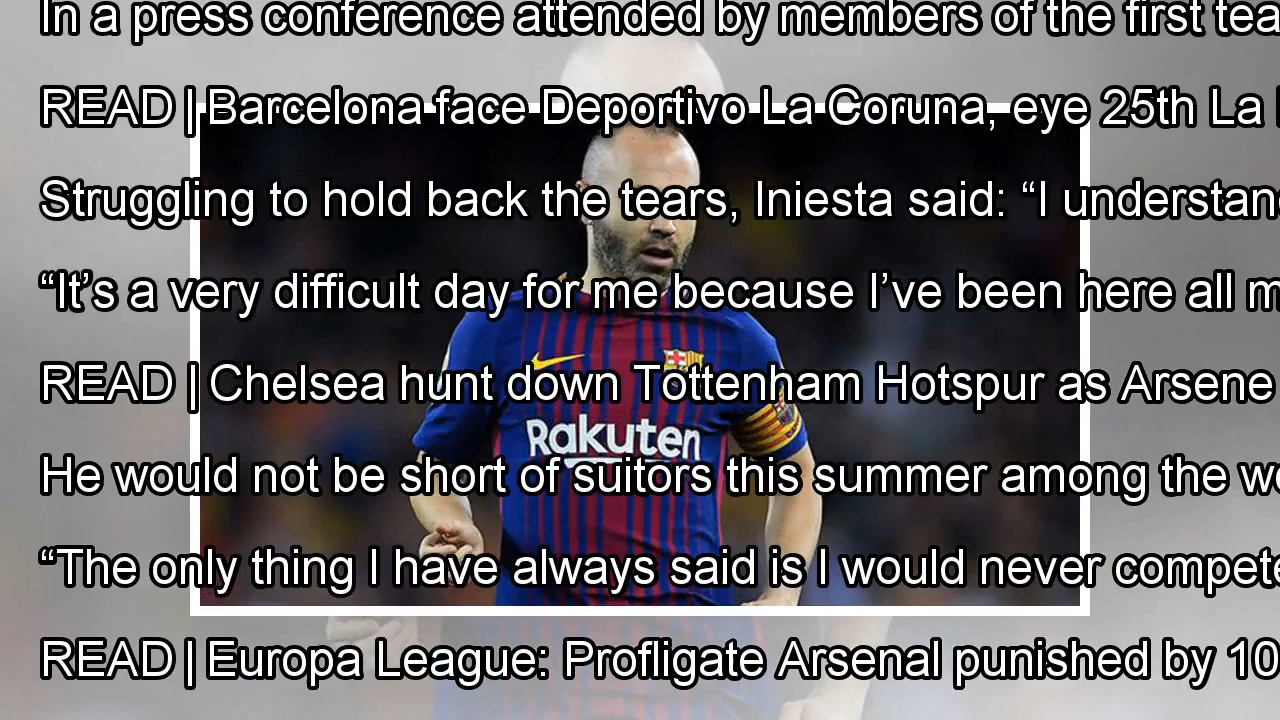 In a press conference attended by members of the first tea
READ | Barcelona face Deportivo La Coruna, eye 25th La
Struggling to hold back the tears, Iniesta said: “I understan
“It’s a very difficult day for me because I’ve been here all m
READ | Chelsea hunt down Tottenham Hotspur as Arsene
Rakuten
He would not be short of suitors this summer among the w
“The only thing I have always said is I would never compete
READ | Europa League: Profligate Arsenal punished by 10